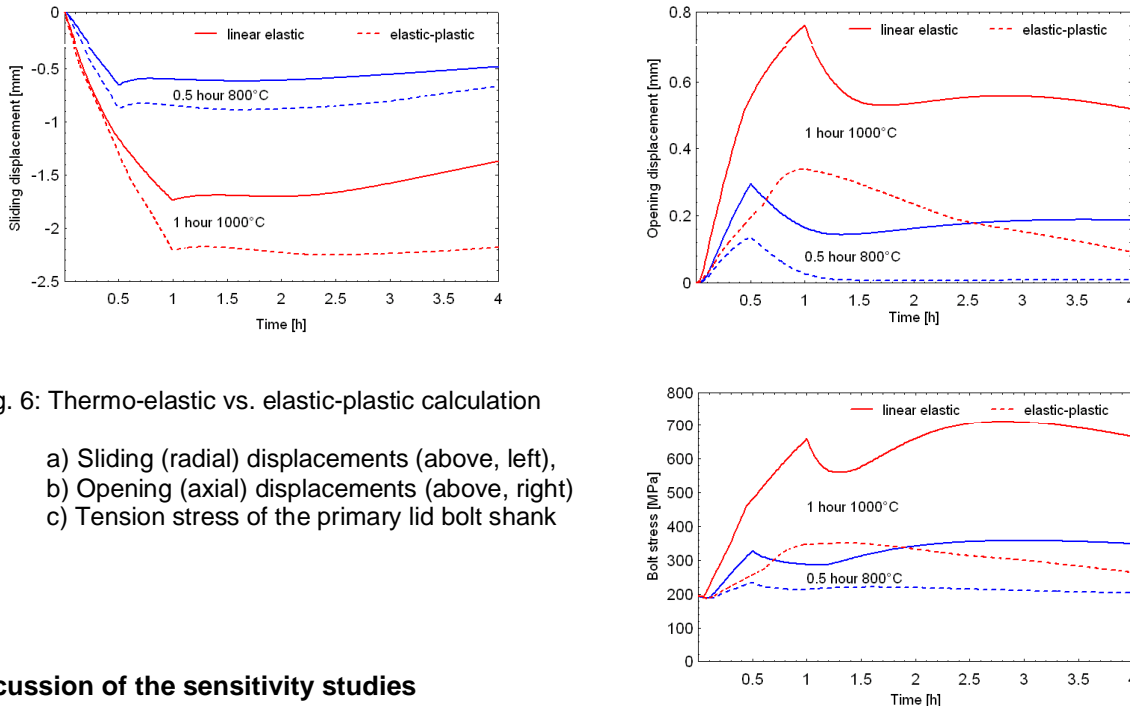 0
-0.5
-1
-1.5
-2
-2.5
Sliding displacement [mm]
linear elastic
elastic-plastic
0.5 hour 800°C
1 hour 1000°C
0.5 1 1.5 2 2.5 3 3.5 4
Time [h]
0.8
0.6
0.4
0.2
0
Opening displacement [mm]
linear elastic
elastic-plastic
1 hour 1000°C
0.5 hour 800°C
0.5 1 1.5 2 2.5 3 3.5 4
Time [h]
g. 6: Thermo-elastic vs. elastic-plastic calculation
a) Sliding (radial) displacements (above, left),
b) Opening (axial) displacements (above, right)
c) Tension stress of the primary lid bolt shank
800
700
600
500
400
300
200
100
0
Bolt stress [MPa]
linear elastic
elastic-plastic
1 hour 1000°C
0.5 hour 800°C
0.5 1 1.5 2 2.5 3 3.5 4
Time [h]
cussion of the sensitivity studies